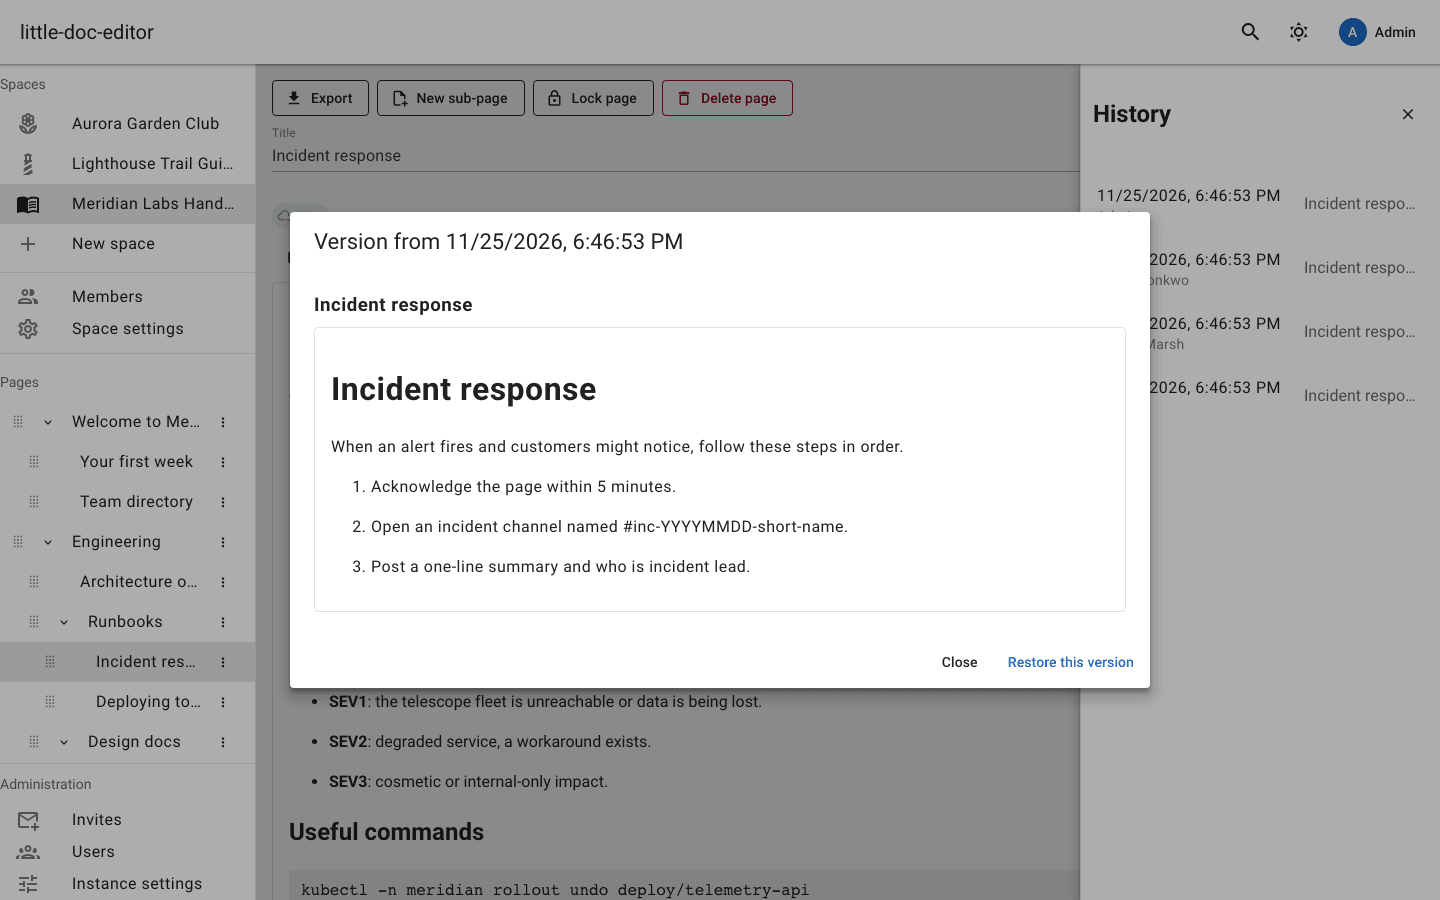 little-doc-editor
A
Admin
Spaces
Aurora Garden Club
Lighthouse Trail Gui...
Meridian Labs Hand...
New space
Members
Space settings
Pages
Welcome to Me...
Your first week
Team directory
Engineering
Architecture o...
Runbooks
Incident res...
Deploying to...
Design docs
Administration
Invites
Users
Instance settings
Export
New sub-page
Lock page
Delete page
Title
Incident response
Version from 11/25/2026, 6:46:53 PM
Incident response
Incident response
When an alert fires and customers might notice, follow these steps in order.
1. Acknowledge the page within 5 minutes.
2. Open an incident channel named #inc-YYYYMMDD-short-name.
3. Post a one-line summary and who is incident lead.
Close
Restore this version
• SEV1: the telescope fleet is unreachable or data is being lost.
• SEV2: degraded service, a workaround exists.
• SEV3: cosmetic or internal-only impact.
Useful commands
kubectl -n meridian rollout undo deploy/telemetry-api
History
11/25/2026, 6:46:53 PM
Incident respo...
2026, 6:46:53 PM
onkwo
Incident respo...
2026, 6:46:53 PM
Marsh
Incident respo...
2026, 6:46:53 PM
Incident respo...